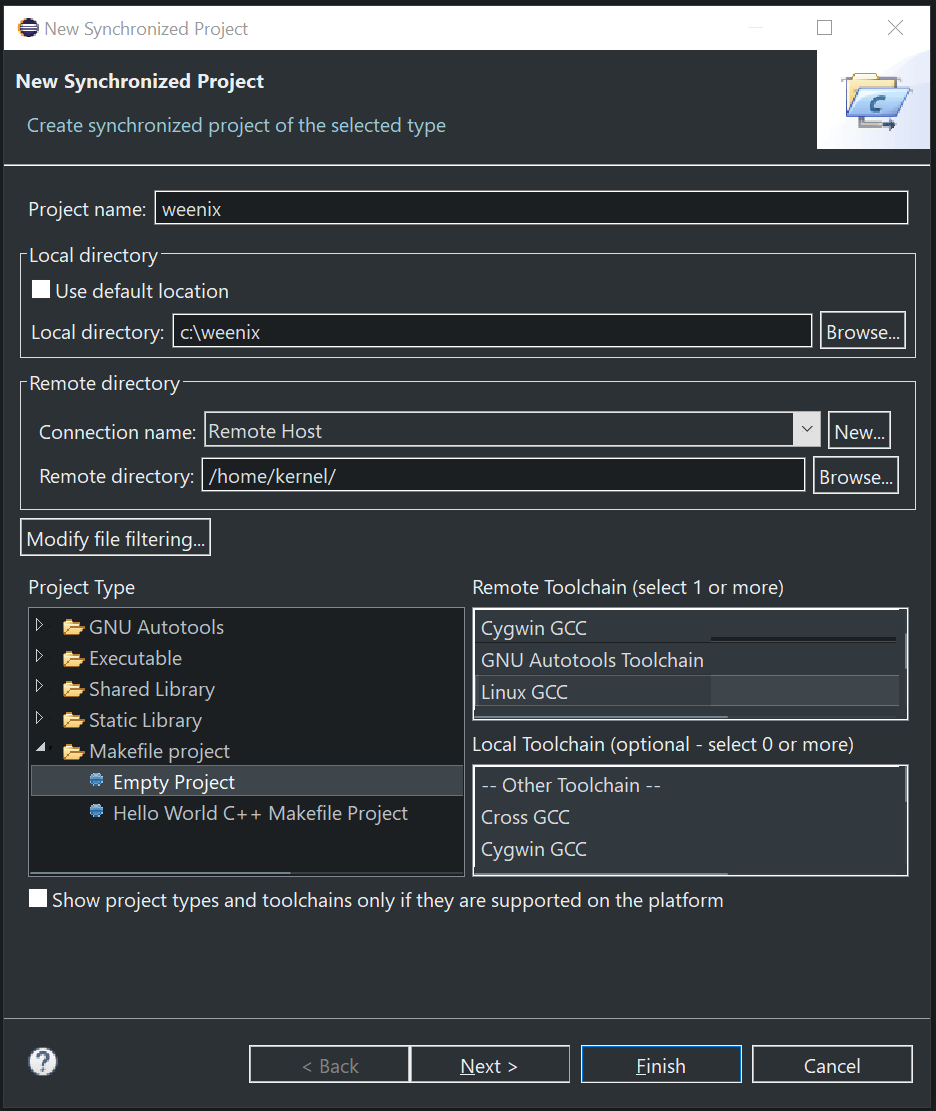 New Synchronized Project
New Synchronized Project
Create synchronized project of the selected type
C
Project name: weenix
Local directory
Use default location
Local directory: c:\weenix Browse...
Remote directory
Connection name: Remote Host New...
Remote directory: /home/kernel/ Browse...
Modify file filtering...
Project Type
GNU Autotools
Executable
Shared Library
Static Library
Makefile project
Empty Project
Hello World C++ Makefile Project
Remote Toolchain (select 1 or more)
Cygwin GCC
GNU Autotools Toolchain
Linux GCC
Local Toolchain (optional - select 0 or more)
-- Other Toolchain --
Cross GCC
Cygwin GCC
Show project types and toolchains only if they are supported on the platform
? < Back Next > Finish Cancel